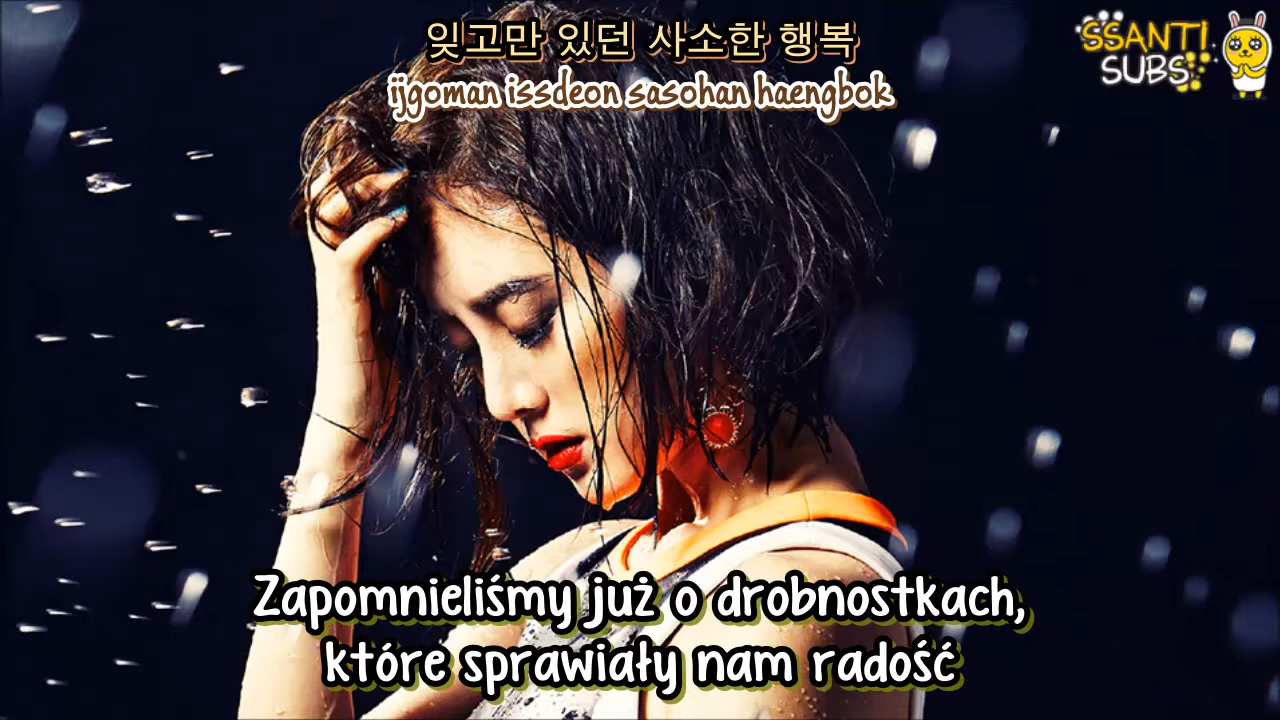 잊고만 있던 사소한 행복
ijgoman issdeon sasohan haengbok
SSANTI
SUBS
Zapomnieliśmy już o drobnostkach,
które sprawiały nam radość